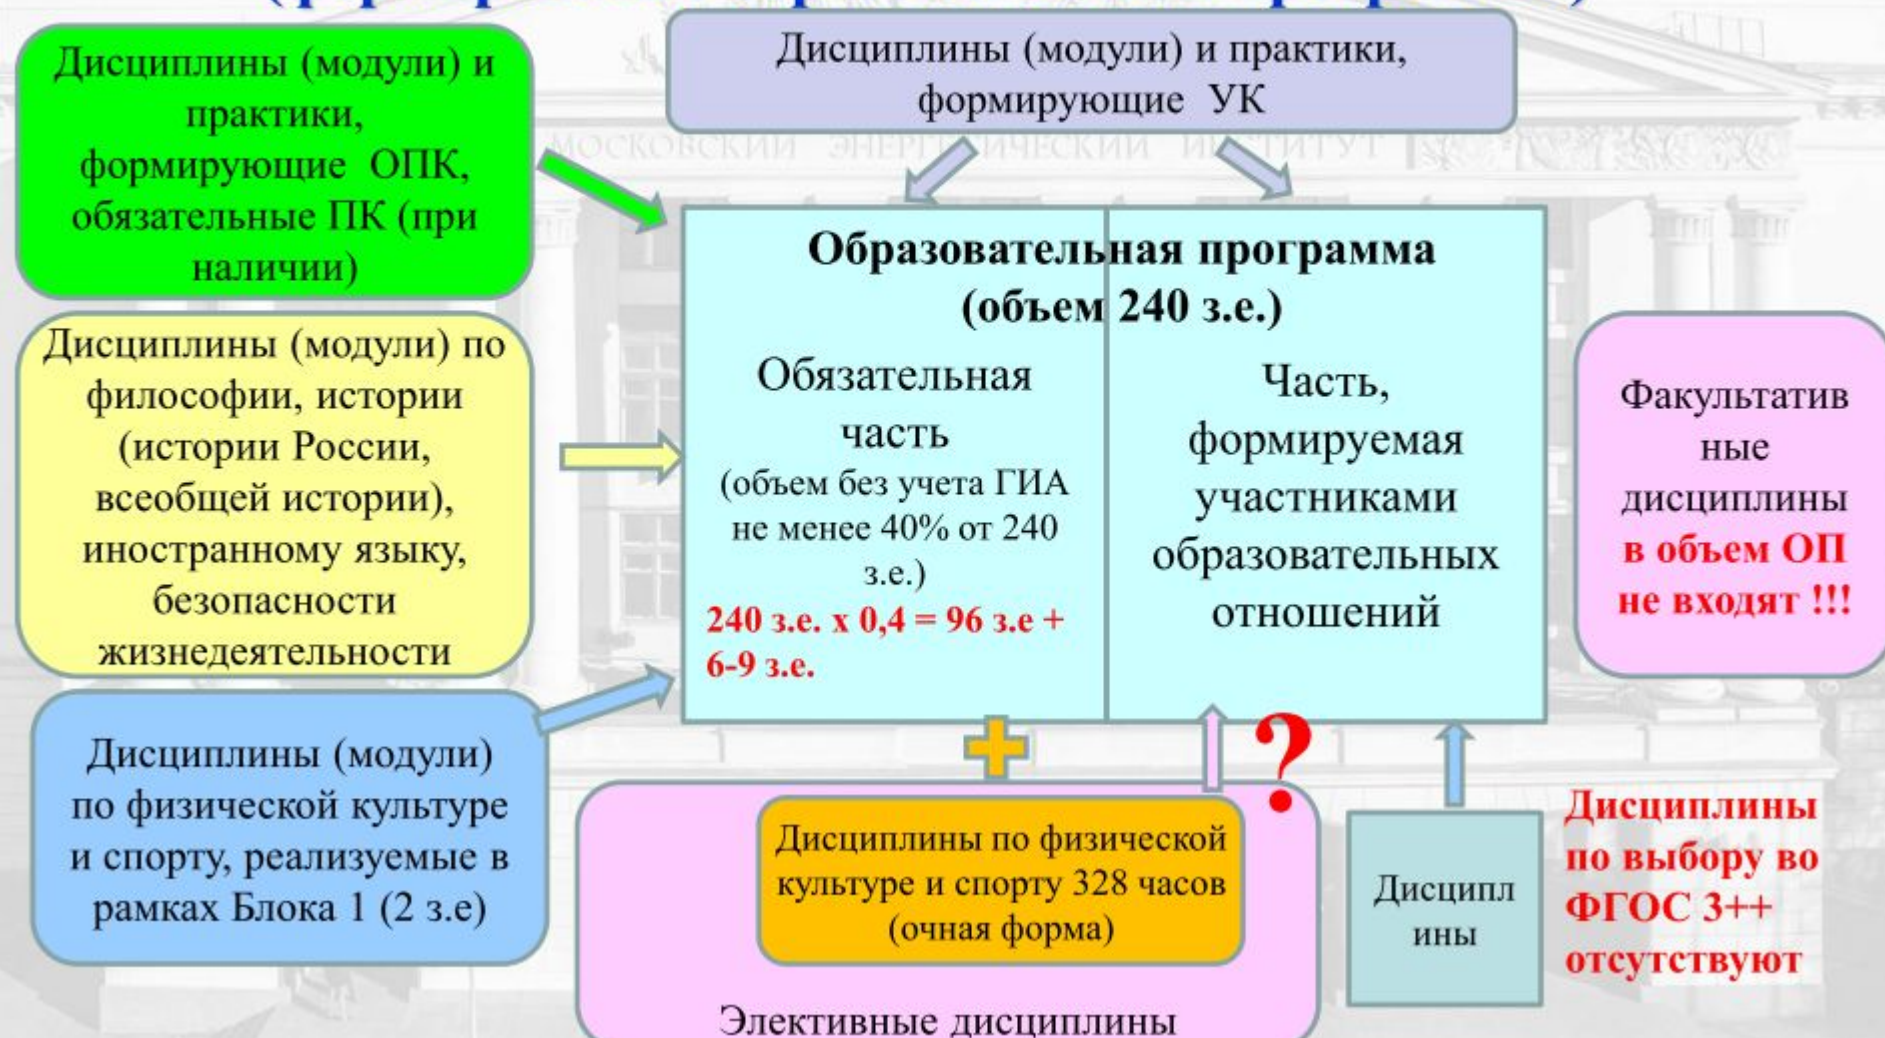 Дисциплины (модули) и
практики,
формирующие ОПК,
обязательные ПК (при
наличии)
Дисциплины (модули) и практики,
формирующие УК
МОСКОВСКИЙ ЭНЕРГЕТИЧЕСКИЙ ИНСТИТУТ
Дисциплины (модули) по
философии, истории
(истории России,
всеобщей истории),
иностранному языку,
безопасности
жизнедеятельности
Дисциплины (модули)
по физической культуре
и спорту, реализуемые в
рамках Блока 1 (2 з.е)
Образовательная программа
(объем 240 з.е.)
Обязательная
часть
(объем без учета ГИА
не менее 40% от 240
з.е.)
240 з.е. х 0,4 = 96 з.е +
6-9 з.е.
Часть,
формируемая
участниками
образовательных
отношений
Факультатив
ные
дисциплины
в объем ОП
не входят !!!
?
Дисциплины по физической
культуре и спорту 328 часов
(очная форма)
Элективные дисциплины
Дисципл
ины
Дисциплины
по выбору во
ФГОС 3++
отсутствуют